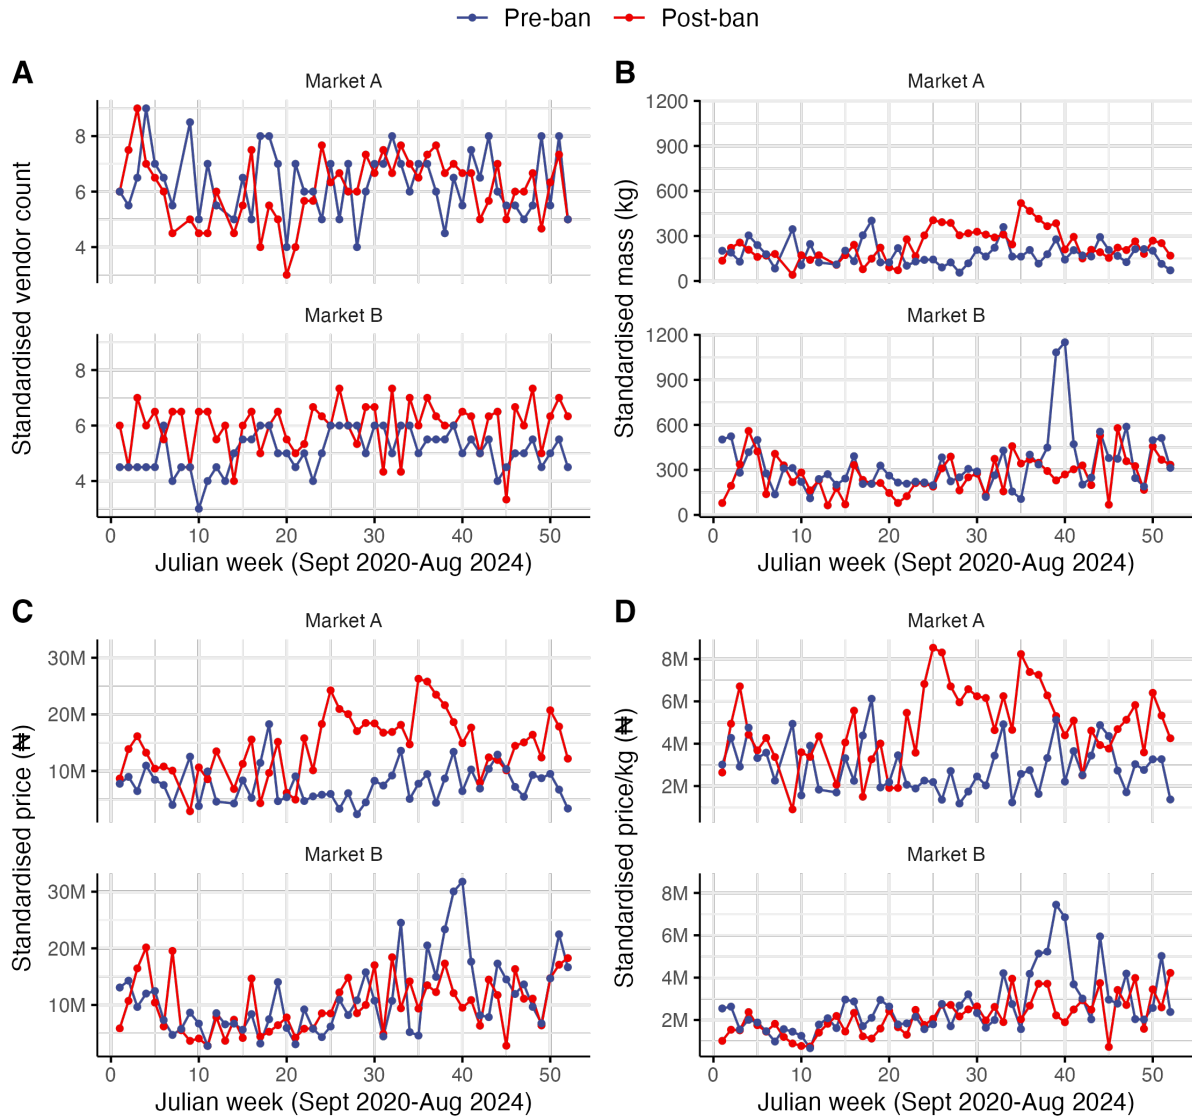 Pre-ban Post-ban
A
Market A
Standardised vendor count
8
6
4
Market B
8
6
4
0 10 20 30 40 50
Julian week (Sept 2020-Aug 2024)
B
Market A
Standardised mass (kg)
1200
900
600
300
0
Market B
1200
900
600
300
0
0 10 20 30 40 50
Julian week (Sept 2020-Aug 2024)
C
Market A
Standardised price (₦)
30M
20M
10M
Market B
30M
20M
10M
0 10 20 30 40 50
Julian week (Sept 2020-Aug 2024)
D
Market A
Standardised price/kg (₦)
8M
6M
4M
2M
Market B
8M
6M
4M
2M
0 10 20 30 40 50
Julian week (Sept 2020-Aug 2024)